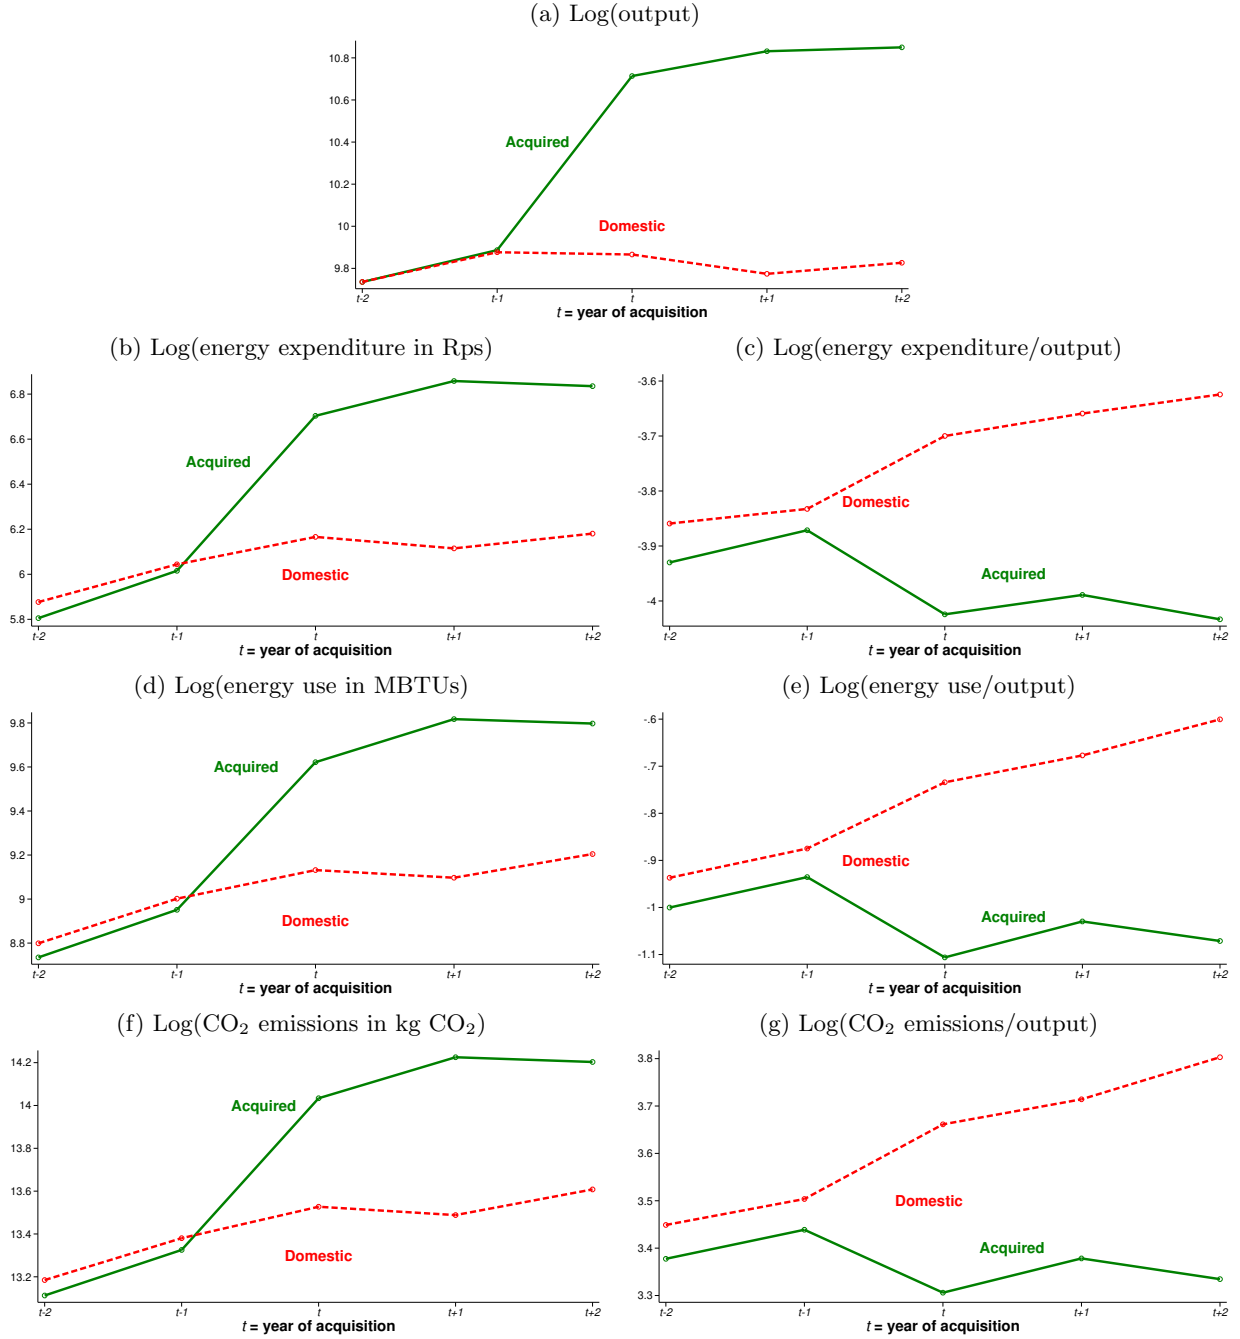 (a) Log(output)
10.8
10.6
10.4
10.2
10
9.8
Acquired
Domestic
t-2 t-1 t t+1 t+2
t = year of acquisition
(b) Log(energy expenditure in Rps)
6.8
6.6
6.4
6.2
6
5.8
Acquired
Domestic
t-2 t-1 t t+1 t+2
t = year of acquisition
(c) Log(energy expenditure/output)
-3.6
-3.7
-3.8
-3.9
-4
Domestic
Acquired
t-2 t-1 t t+1 t+2
t = year of acquisition
(d) Log(energy use in MBTUs)
9.8
9.6
9.4
9.2
9
8.8
Acquired
Domestic
t-2 t-1 t t+1 t+2
t = year of acquisition
(e) Log(energy use/output)
-.6
-.7
-.8
-.9
-1
-1.1
Domestic
Acquired
t-2 t-1 t t+1 t+2
t = year of acquisition
(f) Log(CO₂ emissions in kg CO₂)
14.2
14
13.8
13.6
13.4
13.2
Acquired
Domestic
t-2 t-1 t t+1 t+2
t = year of acquisition
(g) Log(CO₂ emissions/output)
3.8
3.7
3.6
3.5
3.4
3.3
Domestic
Acquired
t-2 t-1 t t+1 t+2
t = year of acquisition